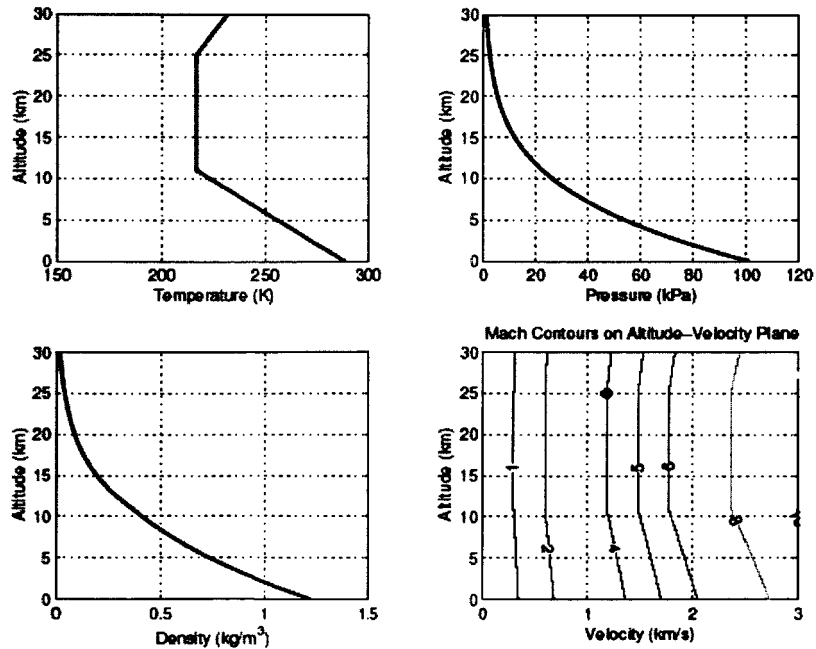 30
25
20
15
10
5
0
Altitude (km)
150 200 250 300
Temperature (K)
30
25
20
15
10
5
0
Altitude (km)
0 20 40 60 80 100 120
Pressure (kPa)
30
25
20
15
10
5
0
Altitude (km)
0 0.5 1 1.5
Density (kg/m³)
Mach Contours on Altitude–Velocity Plane
30
25
20
15
10
5
0
Altitude (km)
1
2
4
5
6
8
0 1 2 3
Velocity (km/s)